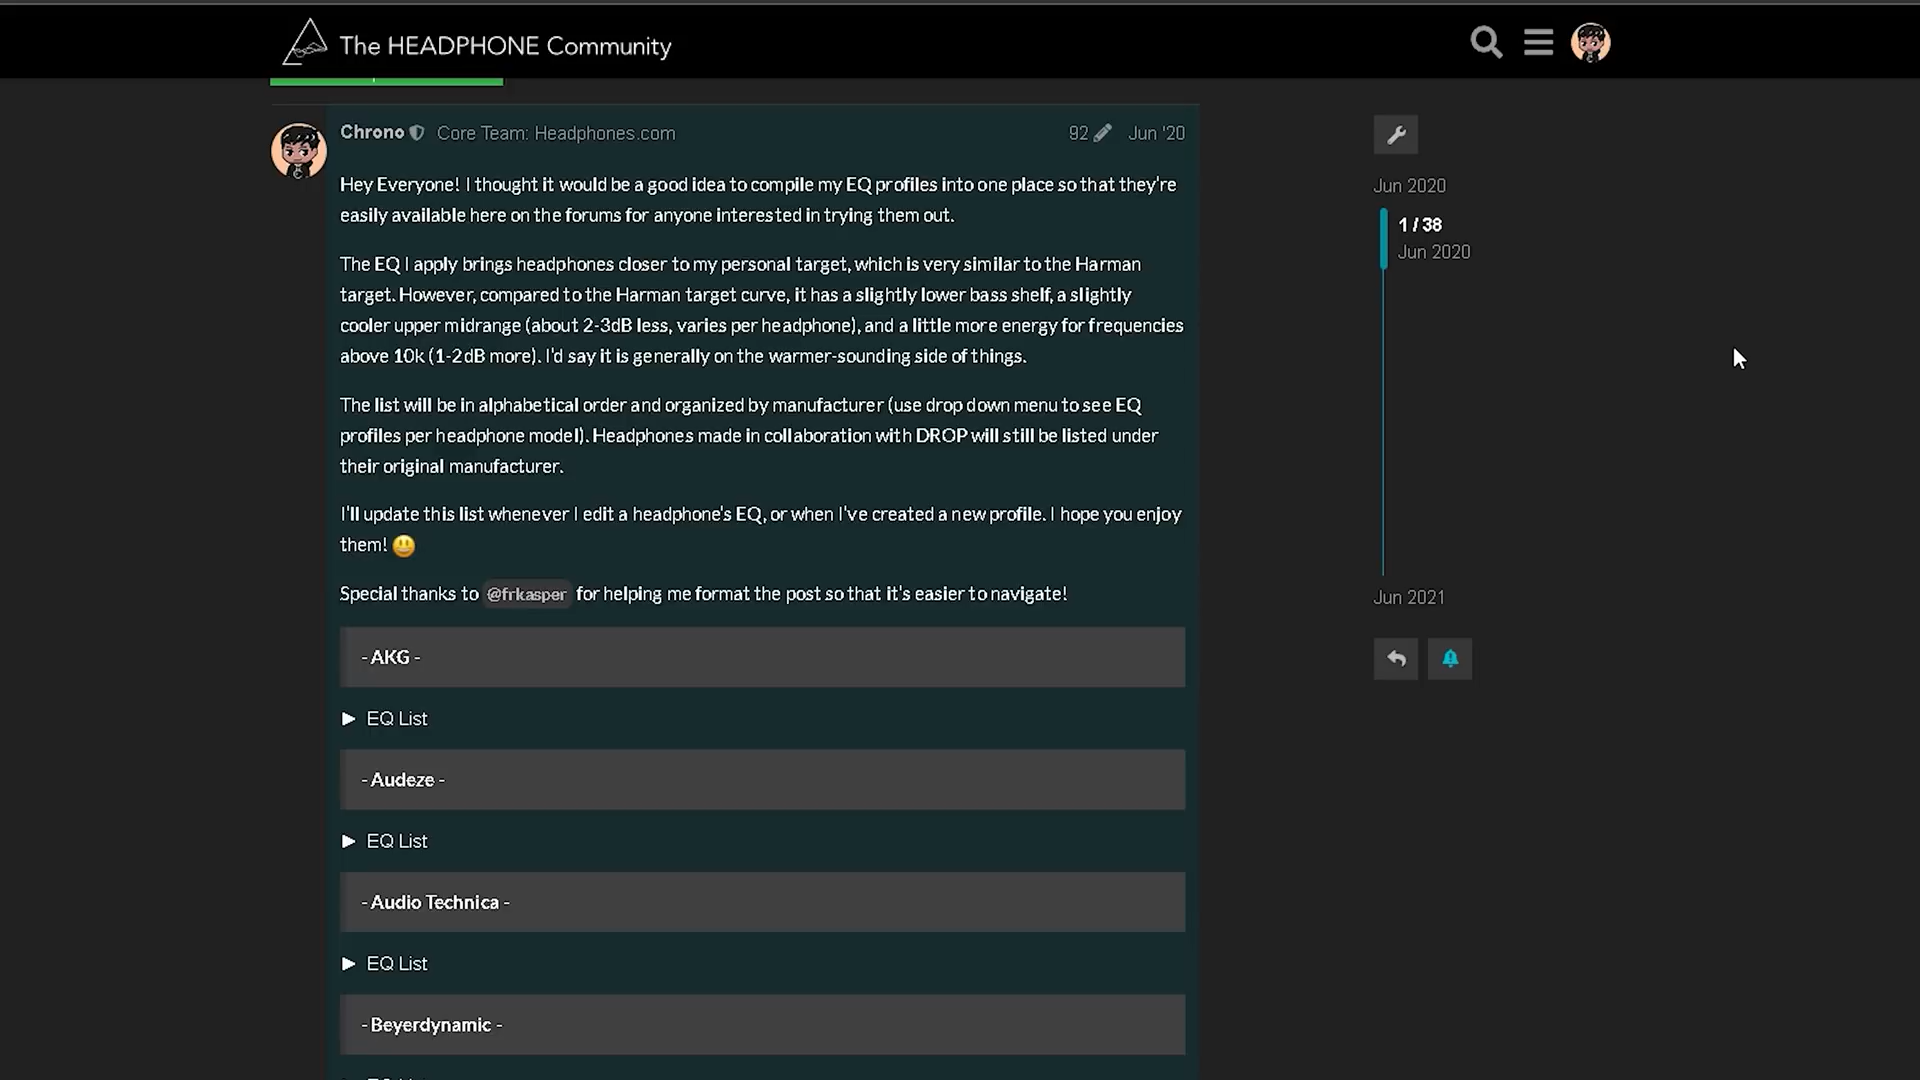 The HEADPHONE Community
Chrono Core Team: Headphones.com 92 Jun '20
Hey Everyone! I thought it would be a good idea to compile my EQ profiles into one place so that they're
easily available here on the forums for anyone interested in trying them out.
The EQ I apply brings headphones closer to my personal target, which is very similar to the Harman
target. However, compared to the Harman target curve, it has a slightly lower bass shelf, a slightly
cooler upper midrange (about 2-3dB less, varies per headphone), and a little more energy for frequencies
above 10k (1-2dB more). I'd say it is generally on the warmer-sounding side of things.
The list will be in alphabetical order and organized by manufacturer (use drop down menu to see EQ
profiles per headphone model). Headphones made in collaboration with DROP will still be listed under
their original manufacturer.
I'll update this list whenever I edit a headphone's EQ, or when I've created a new profile. I hope you enjoy
them!
Special thanks to @frkasper for helping me format the post so that it's easier to navigate!
- AKG -
EQ List
- Audeze -
EQ List
- Audio Technica -
EQ List
- Beyerdynamic -
Jun 2020
1 / 38
Jun 2020
Jun 2021